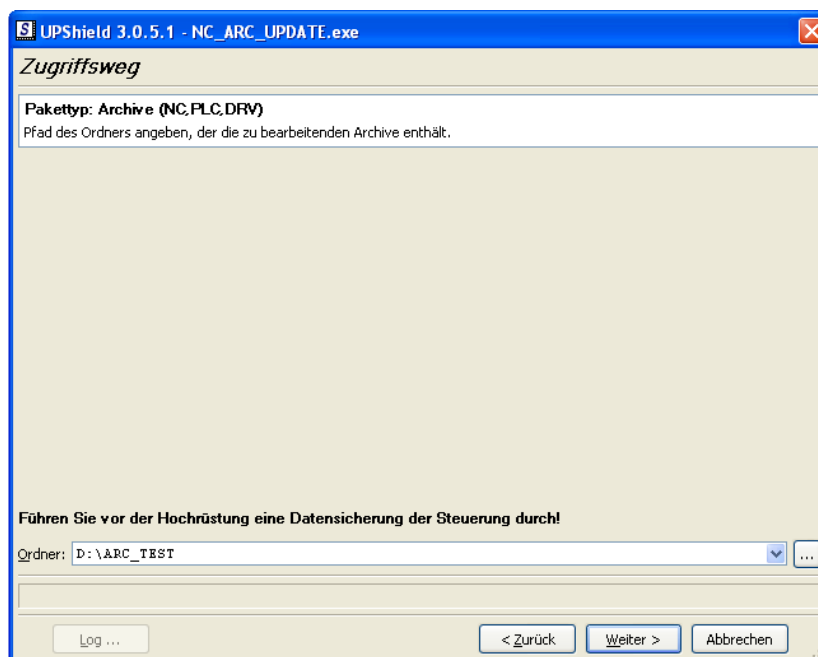 UPShield 3.0.5.1 - NC_ARC_UPDATE.exe
Zugriffsweg
Pakettyp: Archive (NC,PLC,DRV)
Pfad des Ordners angeben, der die zu bearbeitenden Archive enthält.
Führen Sie vor der Hochrüstung eine Datensicherung der Steuerung durch!
Ordner: D:\ARC_TEST ...
Log ... < Zurück Weiter > Abbrechen